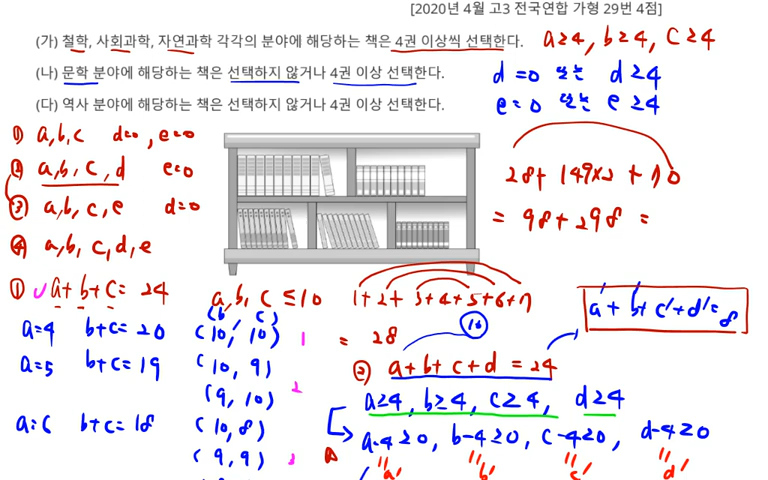 [2020년 4월 고3 전국연합 가형 29번 4점]
(가) 철학, 사회과학, 자연과학 각각의 분야에 해당하는 책은 4권 이상씩 선택한다.
a≥4, b≥4, c≥4
(나) 문학 분야에 해당하는 책은 선택하지 않거나 4권 이상 선택한다.
d=0 또는 d≥4
(다) 역사 분야에 해당하는 책은 선택하지 않거나 4권 이상 선택한다.
e=0 또는 e≥4
① a, b, c d=0, e=0
② a, b, c, d e=0
③ a, b, c, e d=0
④ a, b, c, d, e
28+149×2+70
=98+298=
① a+b+c=24
a, b, c ≤10
1+2+3+4+5+6+7
=28
a'+b'+c'+d'=8
a=4 b+c=20
(b, c)
(10, 10) 1
a=5 b+c=19
(10, 9)
(9, 10) 2
a=6 b+c=18
(10, 8)
(9, 9) 3
② a+b+c+d=24
a≥4, b≥4, c≥4, d≥4
a-4≥0, b-4≥0, c-4≥0, d-4≥0
a' b' c' d'